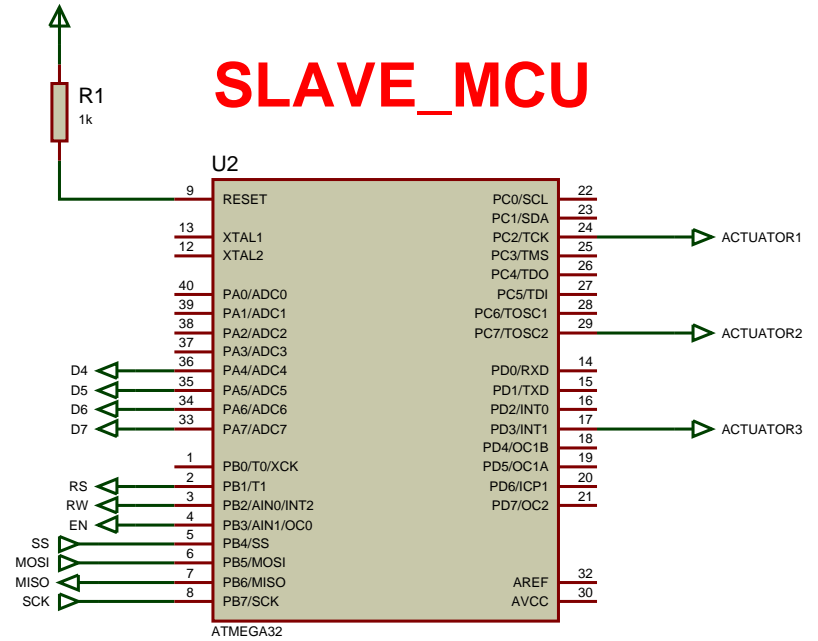 SLAVE_MCU
R1
1k
U2
9 RESET
13 XTAL1
12 XTAL2
40 PA0/ADC0
39 PA1/ADC1
38 PA2/ADC2
37 PA3/ADC3
D4 36 PA4/ADC4
D5 35 PA5/ADC5
D6 34 PA6/ADC6
D7 33 PA7/ADC7
1 PB0/T0/XCK
RS 2 PB1/T1
RW 3 PB2/AIN0/INT2
EN 4 PB3/AIN1/OC0
SS 5 PB4/SS
MOSI 6 PB5/MOSI
MISO 7 PB6/MISO
SCK 8 PB7/SCK
PC0/SCL 22
PC1/SDA 23
PC2/TCK 24 ACTUATOR1
PC3/TMS 25
PC4/TDO 26
PC5/TDI 27
PC6/TOSC1 28
PC7/TOSC2 29 ACTUATOR2
PD0/RXD 14
PD1/TXD 15
PD2/INT0 16
PD3/INT1 17 ACTUATOR3
PD4/OC1B 18
PD5/OC1A 19
PD6/ICP1 20
PD7/OC2 21
AREF 32
AVCC 30
ATMEGA32